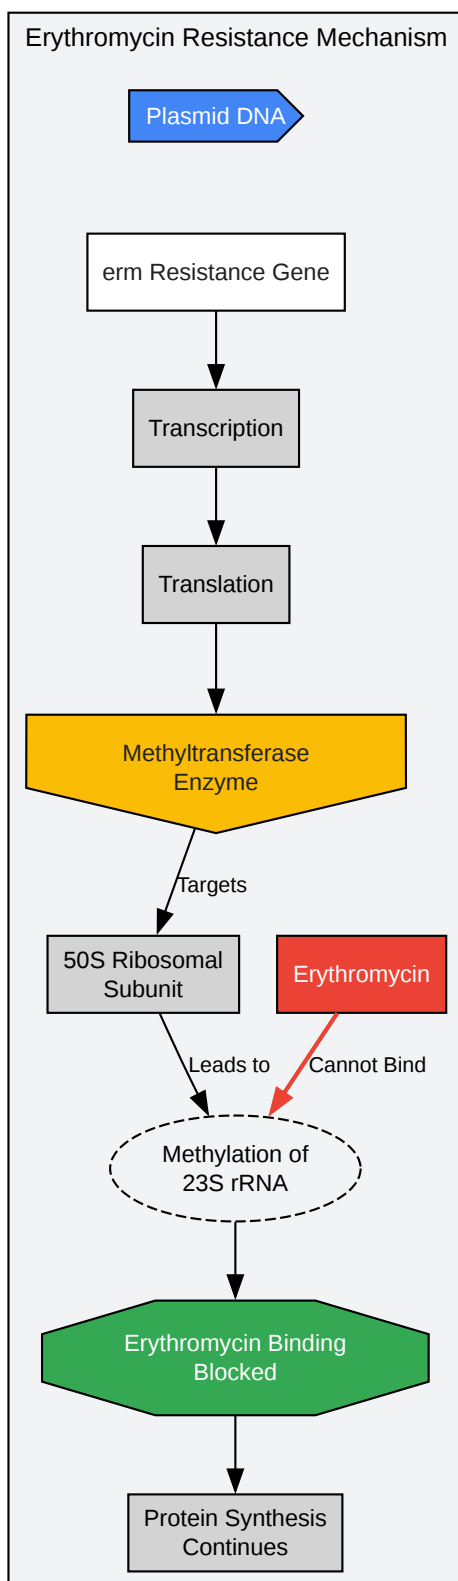 Erythromycin Resistance Mechanism
Plasmid DNA
erm Resistance Gene
Transcription
Translation
Methyltransferase
Enzyme
Targets
50S Ribosomal
Subunit
Erythromycin
Leads to
Cannot Bind
Methylation of
23S rRNA
Erythromycin Binding
Blocked
Protein Synthesis
Continues